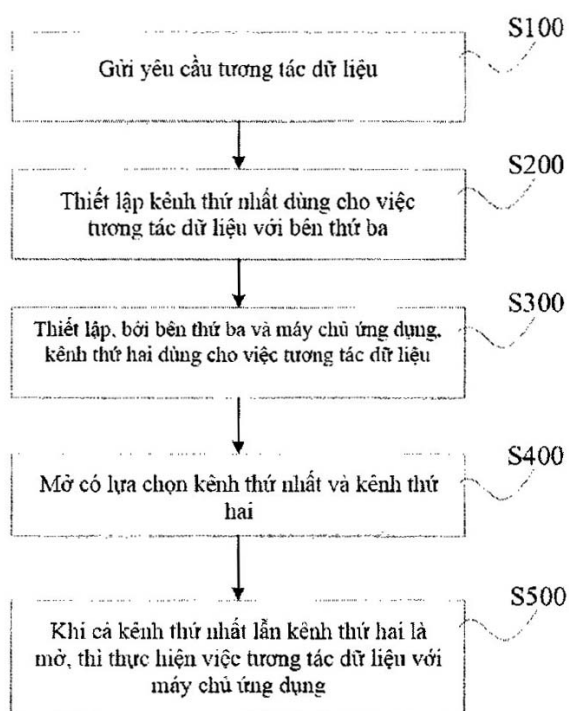 S100
Gửi yêu cầu tương tác dữ liệu
S200
Thiết lập kênh thứ nhất dùng cho việc
tương tác dữ liệu với bên thứ ba
S300
Thiết lập, bởi bên thứ ba và máy chủ ứng dụng,
kênh thứ hai dùng cho việc tương tác dữ liệu
S400
Mở có lựa chọn kênh thứ nhất và kênh thứ
hai
S500
Khi cả kênh thứ nhất lẫn kênh thứ hai là
mở, thì thực hiện việc tương tác dữ liệu với
máy chủ ứng dụng